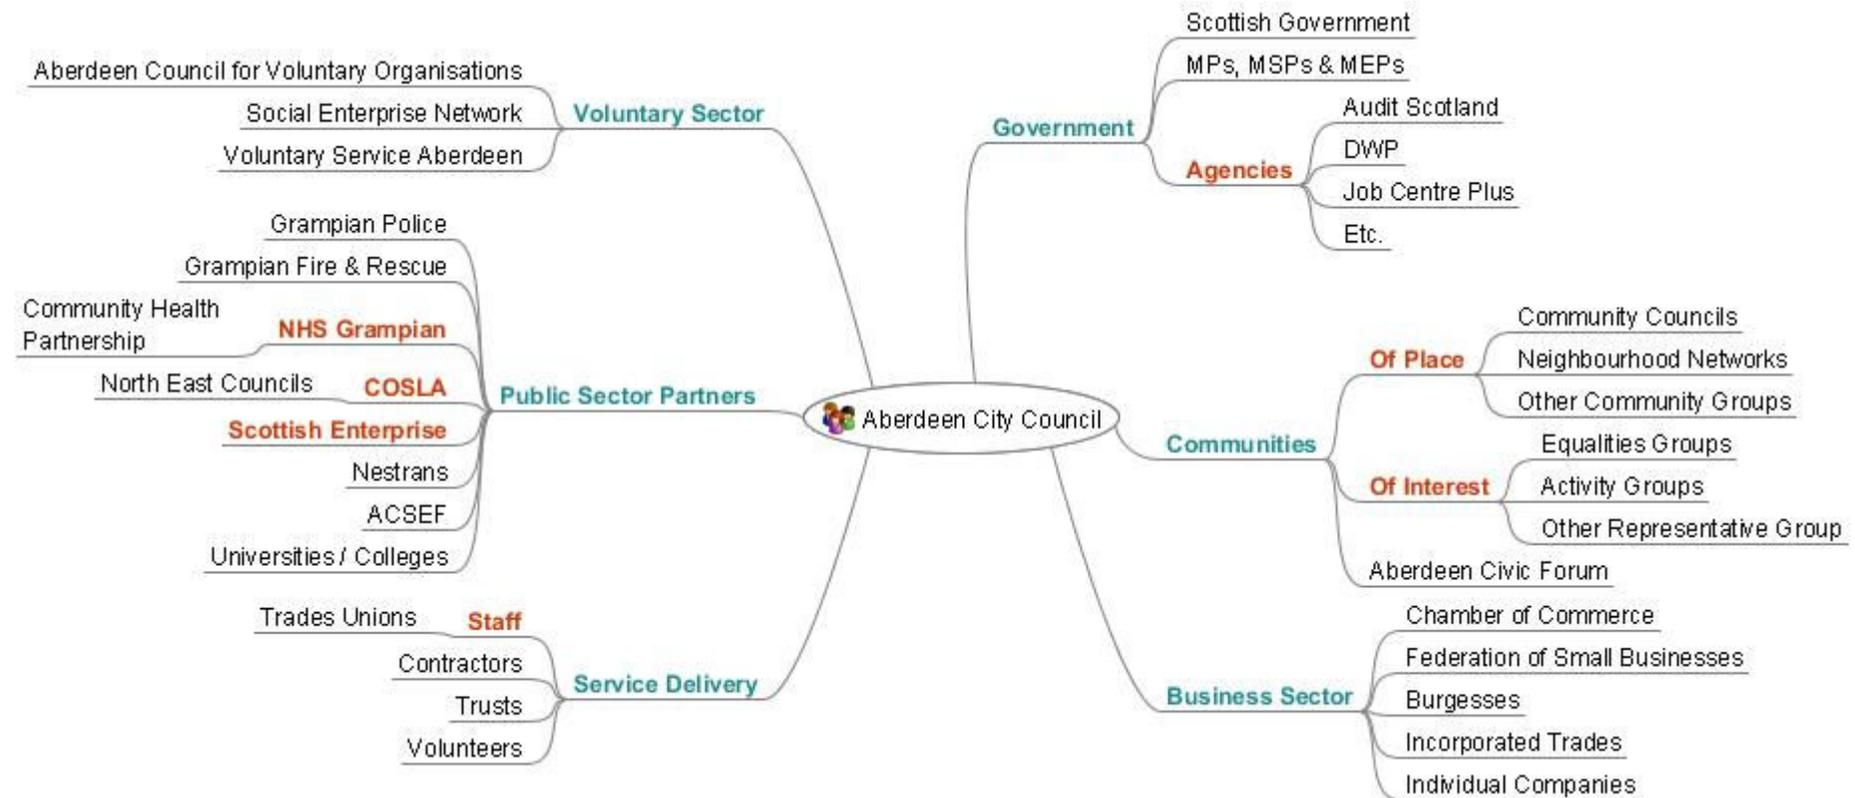 Aberdeen City Council
Voluntary Sector
Aberdeen Council for Voluntary Organisations
Social Enterprise Network
Voluntary Service Aberdeen
Public Sector Partners
Grampian Police
Grampian Fire & Rescue
NHS Grampian
Community Health
Partnership
COSLA
North East Councils
Scottish Enterprise
Nestrans
ACSEF
Universities / Colleges
Service Delivery
Staff
Trades Unions
Contractors
Trusts
Volunteers
Government
Scottish Government
MPs, MSPs & MEPs
Agencies
Audit Scotland
DWP
Job Centre Plus
Etc.
Communities
Of Place
Community Councils
Neighbourhood Networks
Other Community Groups
Of Interest
Equalities Groups
Activity Groups
Other Representative Group
Aberdeen Civic Forum
Business Sector
Chamber of Commerce
Federation of Small Businesses
Burgesses
Incorporated Trades
Individual Companies